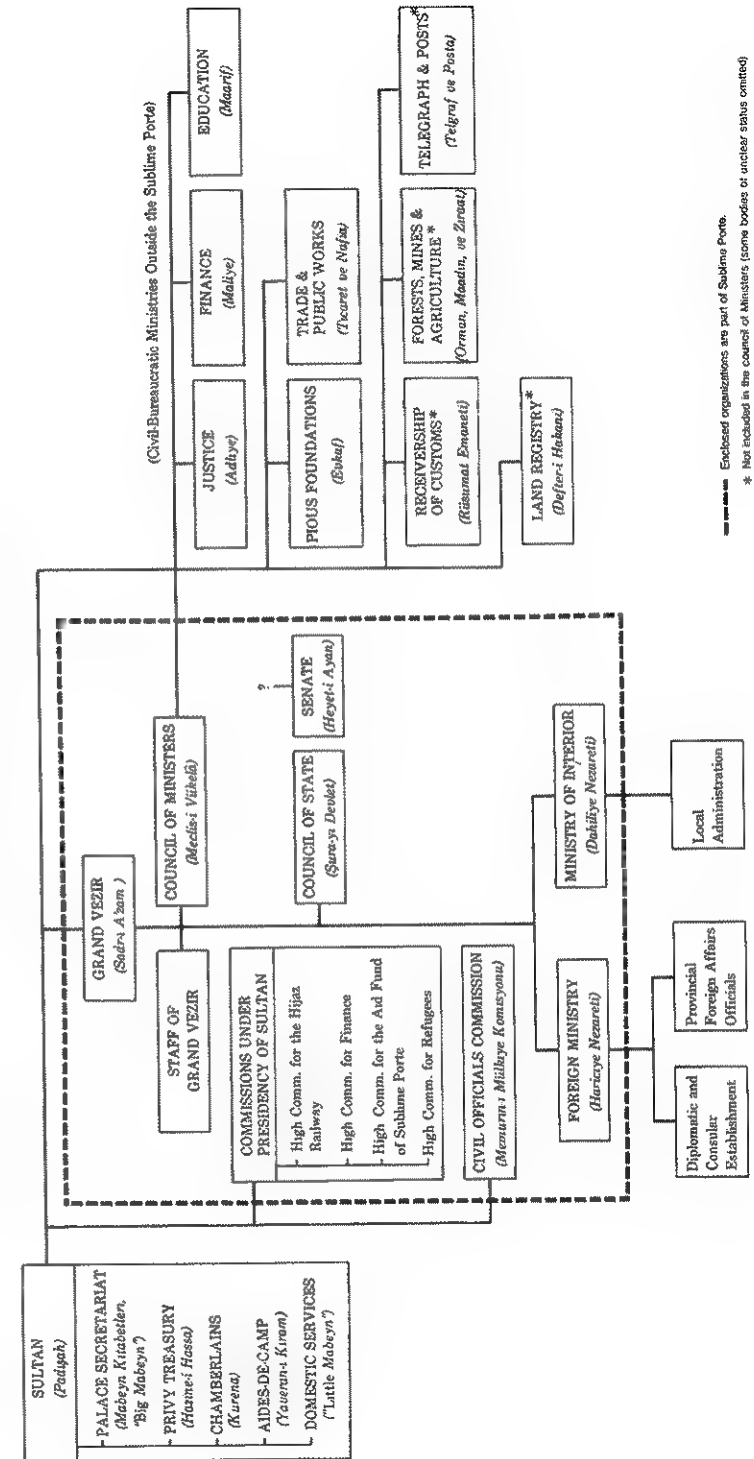 SULTAN
(Padişah)
PALACE SECRETARIAT
(Mabeyn Kitabetlen,
"Big Mabeyn")
PRIVY TREASURY
(Hazine-i Hassa)
CHAMBERLAINS
(Kurena)
AIDES-DE-CAMP
(Yaveran-ı Kiram)
DOMESTIC SERVICES
("Little Mabeyn")
GRAND VEZIR
(Sadr-ı A'zam)
STAFF OF
GRAND VEZIR
COUNCIL OF MINISTERS
(Meclis-i Vükelâ)
COMMISSIONS UNDER
PRESIDENCY OF SULTAN
High Comm. for the Hijaz
Railway
High Comm. for Finance
High Comm. for the Aid Fund
of Sublime Porte
High Comm. for Refugees
COUNCIL OF STATE
(Şura-yı Devlet)
?
SENATE
(Heyet-i Ayan)
CIVIL OFFICIALS COMMISSION
(Memurin-ı Mülkiye Komisyonu)
FOREIGN MINISTRY
(Hariciye Nezareti)
MINISTRY OF INTERIOR
(Dahiliye Nezareti)
Diplomatic and
Consular
Establishment
Provincial
Foreign Affairs
Officials
Local
Administration
(Civil-Bureaucratic Ministries Outside the Sublime Porte)
JUSTICE
(Adliye)
FINANCE
(Maliye)
EDUCATION
(Maarif)
PIOUS FOUNDATIONS
(Evkaf)
TRADE &
PUBLIC WORKS
(Ticaret ve Nafia)
RECEIVERSHIP
OF CUSTOMS*
(Rüsumat Emaneti)
FORESTS, MINES &
AGRICULTURE*
(Orman, Maadin, ve Ziraat)
TELEGRAPH & POSTS*
(Telgraf ve Posta)
LAND REGISTRY*
(Defter-i Hakani)
Enclosed organizations are part of Sublime Porte.
* Not included in the council of Ministers (some bodies of unclear status omitted)